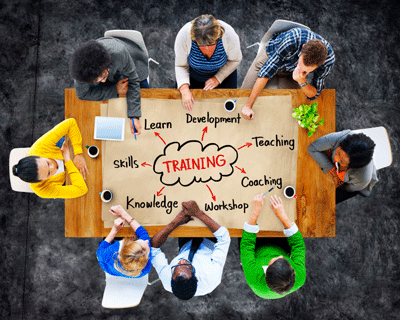 Learn
Development
Teaching
Skills
TRAINING
Coaching
Knowledge
Workshop